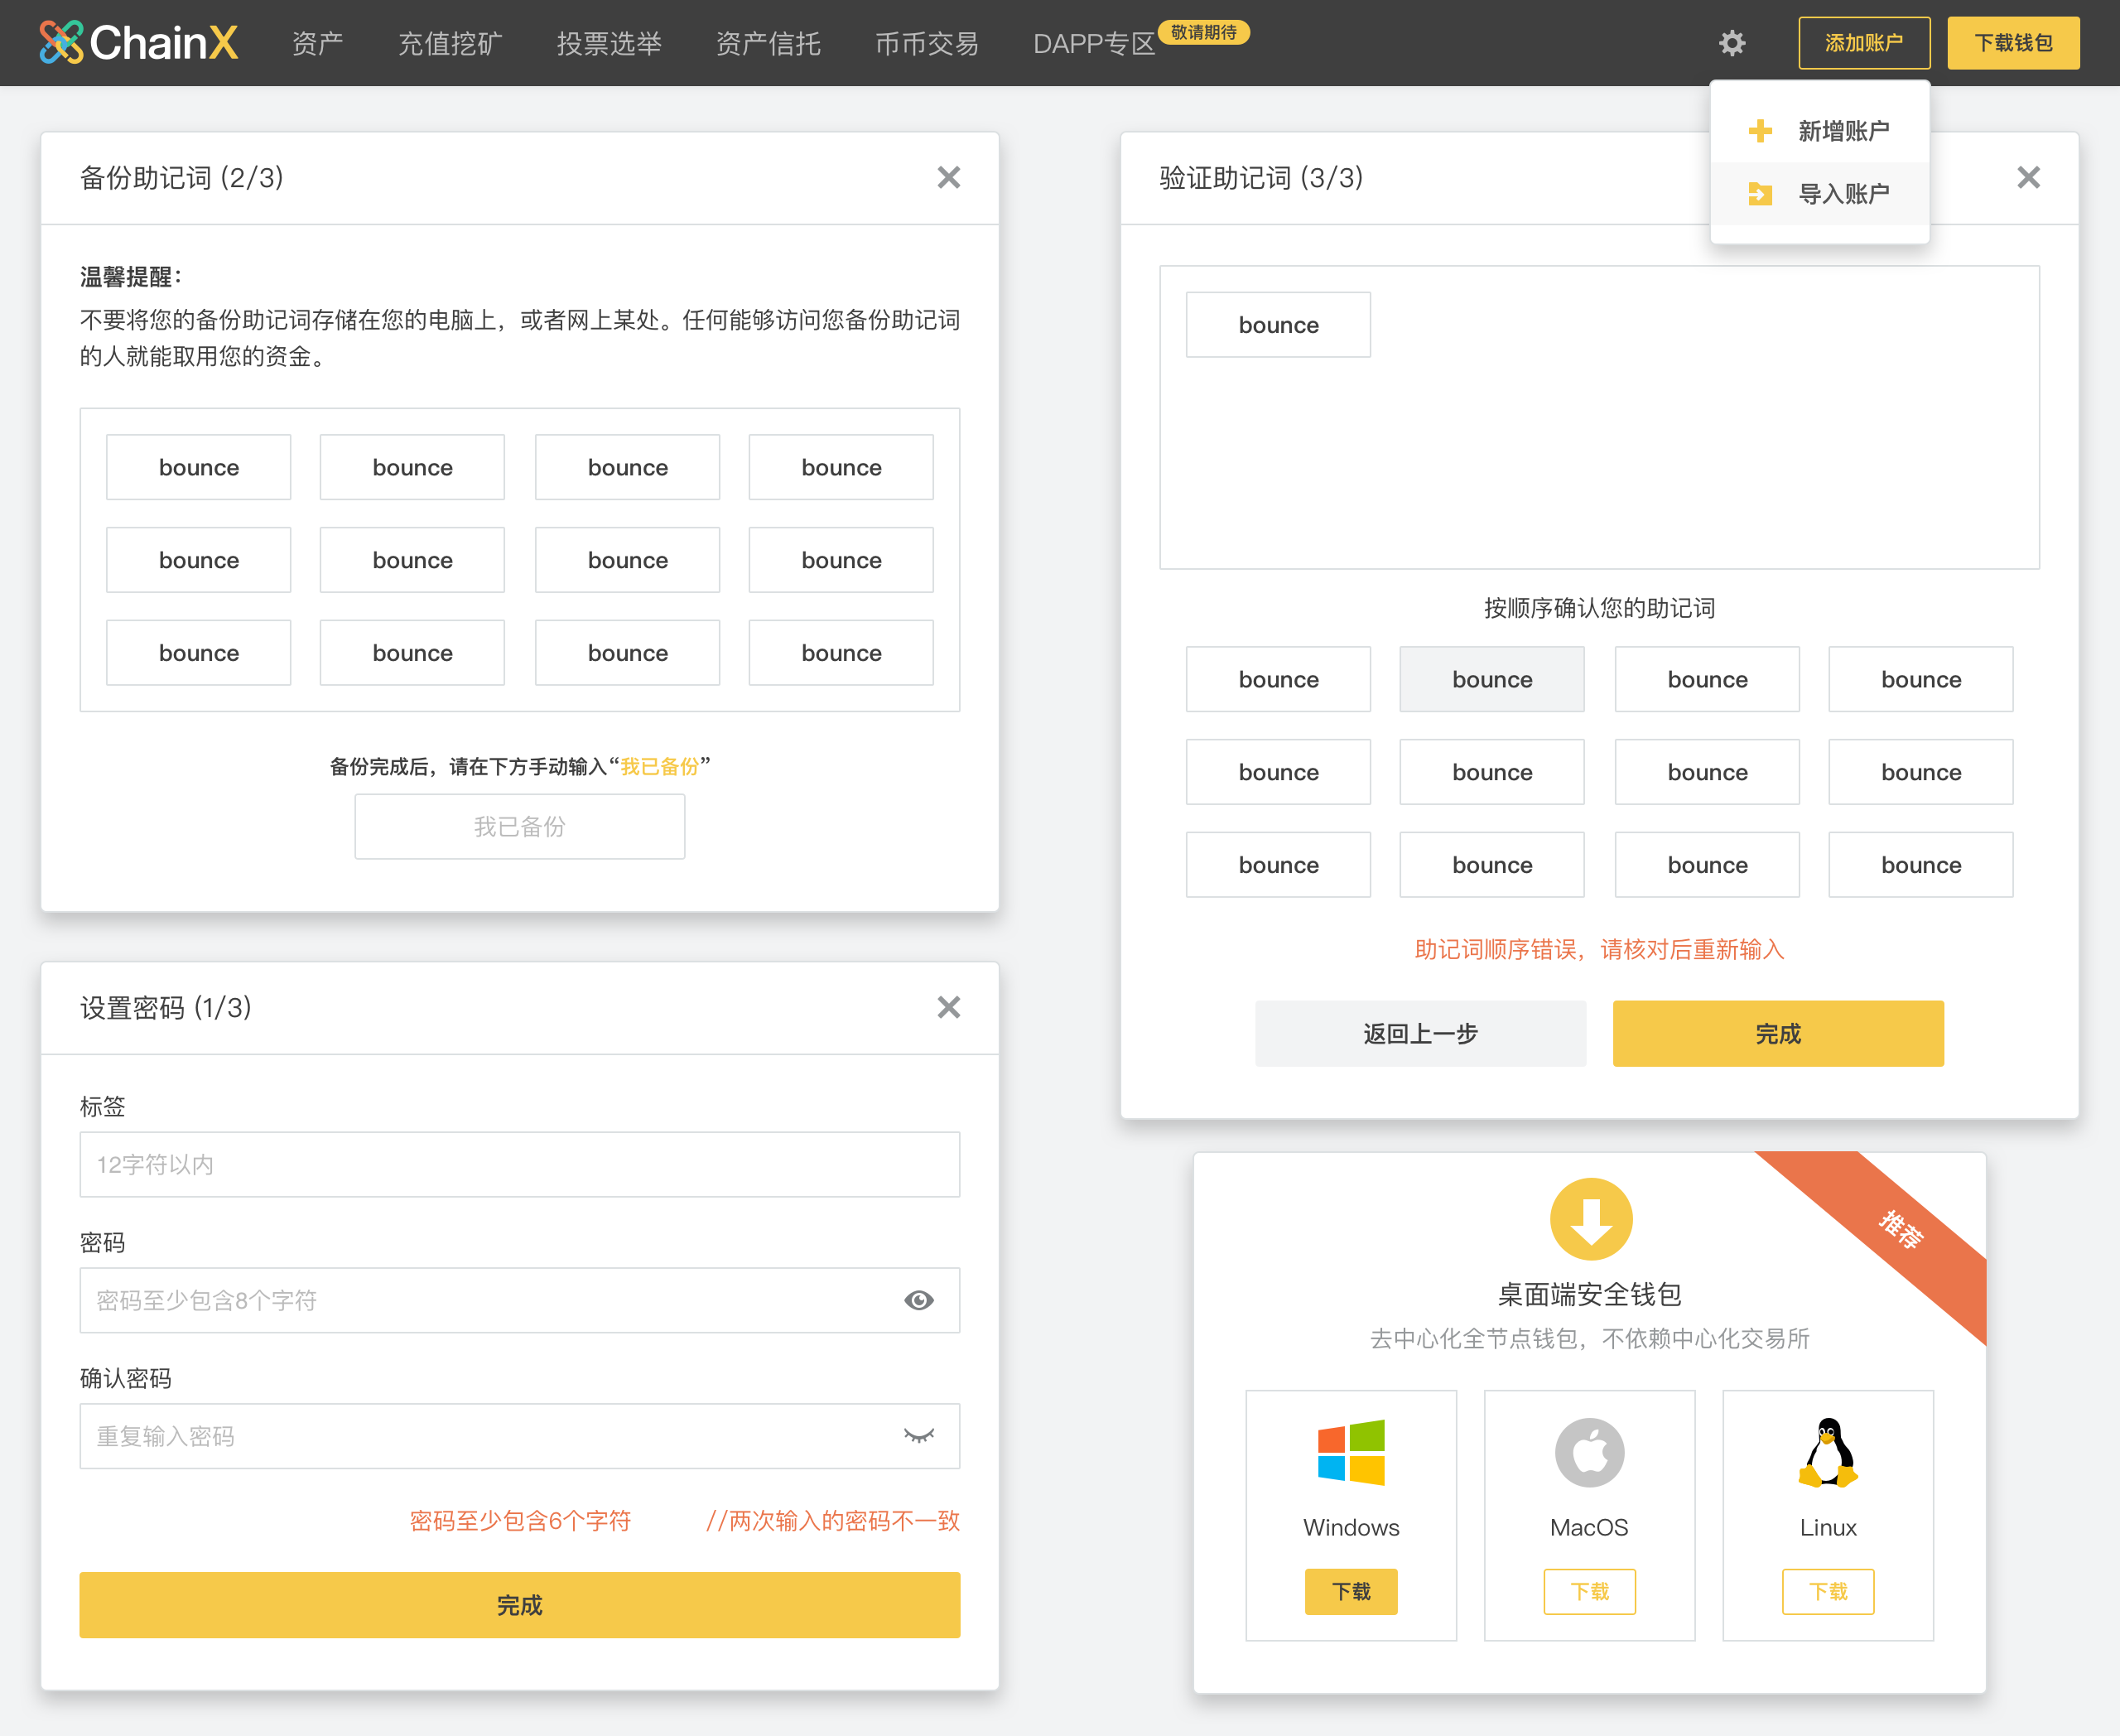 ChainX
资产
充值挖矿
投票选举
资产信托
币币交易
DAPP专区
敬请期待
添加账户
下载钱包
新增账户
导入账户
备份助记词 (2/3)
温馨提醒：
不要将您的备份助记词存储在您的电脑上，或者网上某处。任何能够访问您备份助记词
的人就能取用您的资金。
bounce bounce bounce bounce
bounce bounce bounce bounce
bounce bounce bounce bounce
备份完成后，请在下方手动输入“我已备份”
我已备份
设置密码 (1/3)
标签
12字符以内
密码
密码至少包含8个字符
确认密码
重复输入密码
密码至少包含6个字符 //两次输入的密码不一致
完成
验证助记词 (3/3)
bounce
按顺序确认您的助记词
bounce bounce bounce bounce
bounce bounce bounce bounce
bounce bounce bounce bounce
助记词顺序错误，请核对后重新输入
返回上一步
完成
推荐
桌面端安全钱包
去中心化全节点钱包，不依赖中心化交易所
Windows MacOS Linux
下载 下载 下载